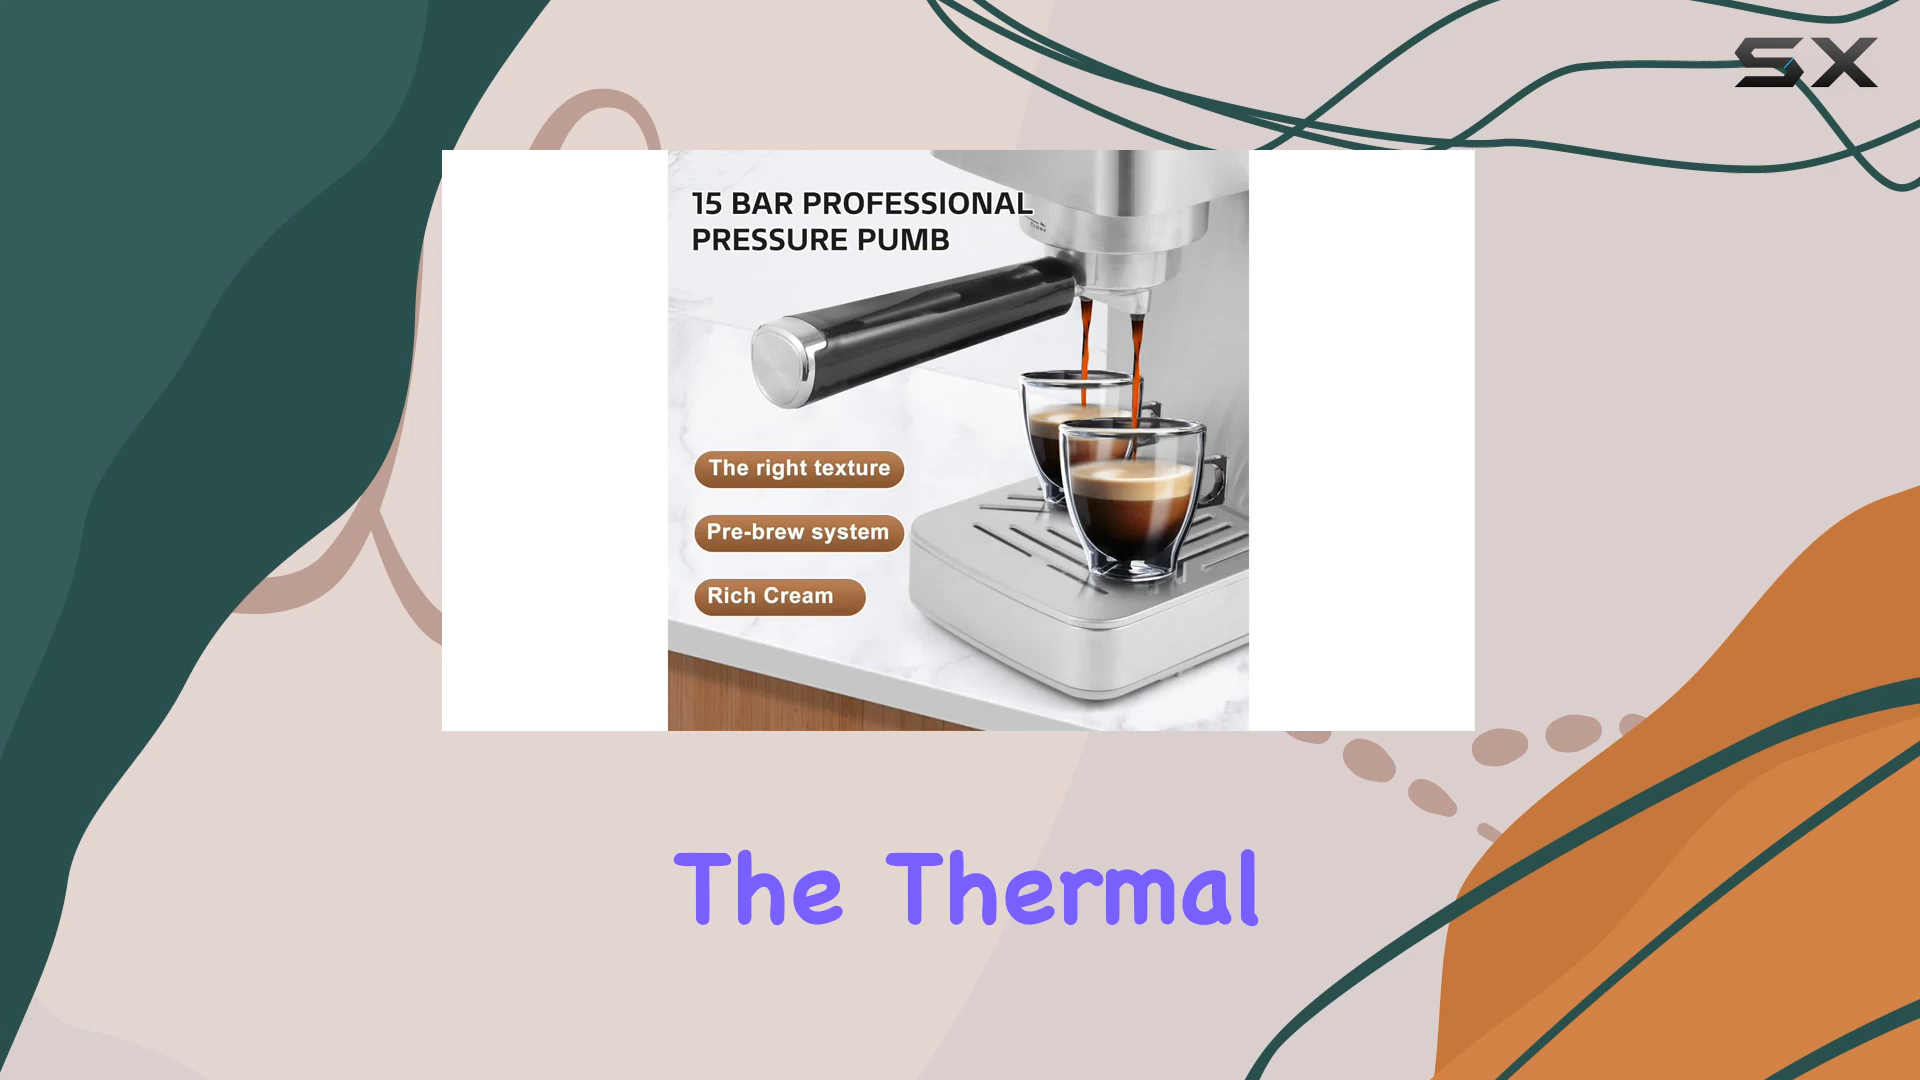 SX
15 BAR PROFESSIONAL
PRESSURE PUMB
The right texture
Pre-brew system
Rich Cream
The Thermal